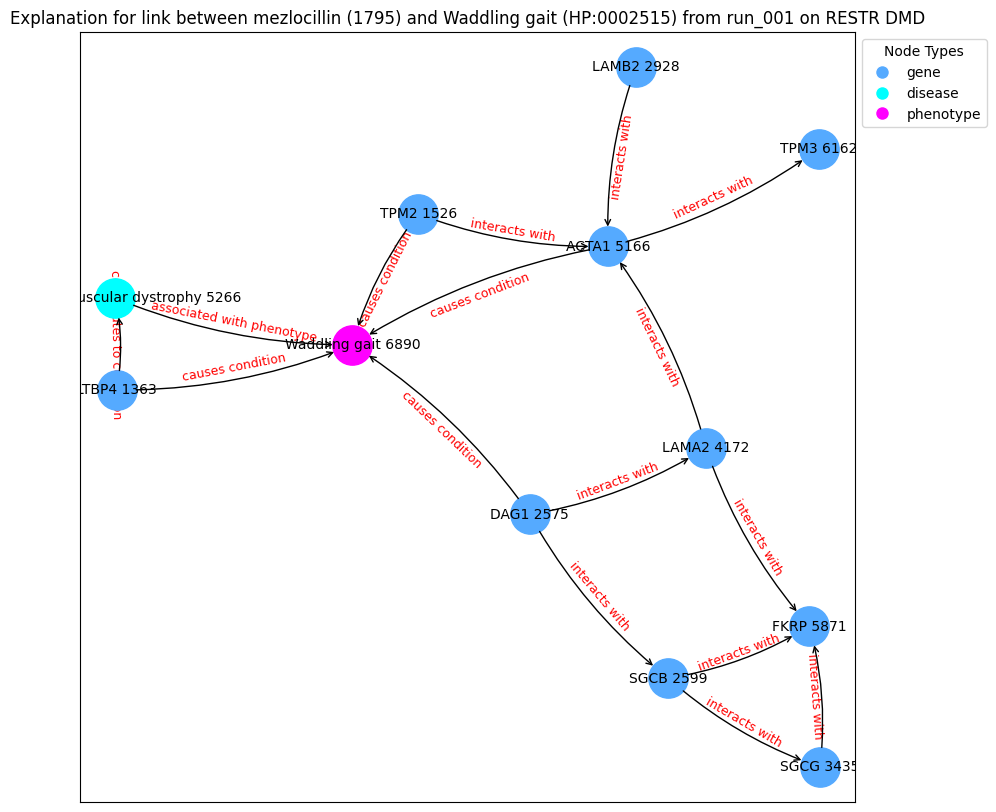 Explanation for link between mezlocillin (1795) and Waddling gait (HP:0002515) from run_001 on RESTR DMD
Node Types
gene
disease
phenotype
LAMB2 2928
TPM3 6162
interacts with
interacts with
TPM2 1526
interacts with
ACTA1 5166
causes condition
causes condition
uscular dystrophy 5266
associated with phenotype
Waddling gait 6890
interacts with
LTBP4 1363
causes condition
causes condition
LAMA2 4172
interacts with
DAG1 2575
interacts with
interacts with
FKRP 5871
interacts with
SGCB 2599
interacts with
interacts with
SGCG 3435